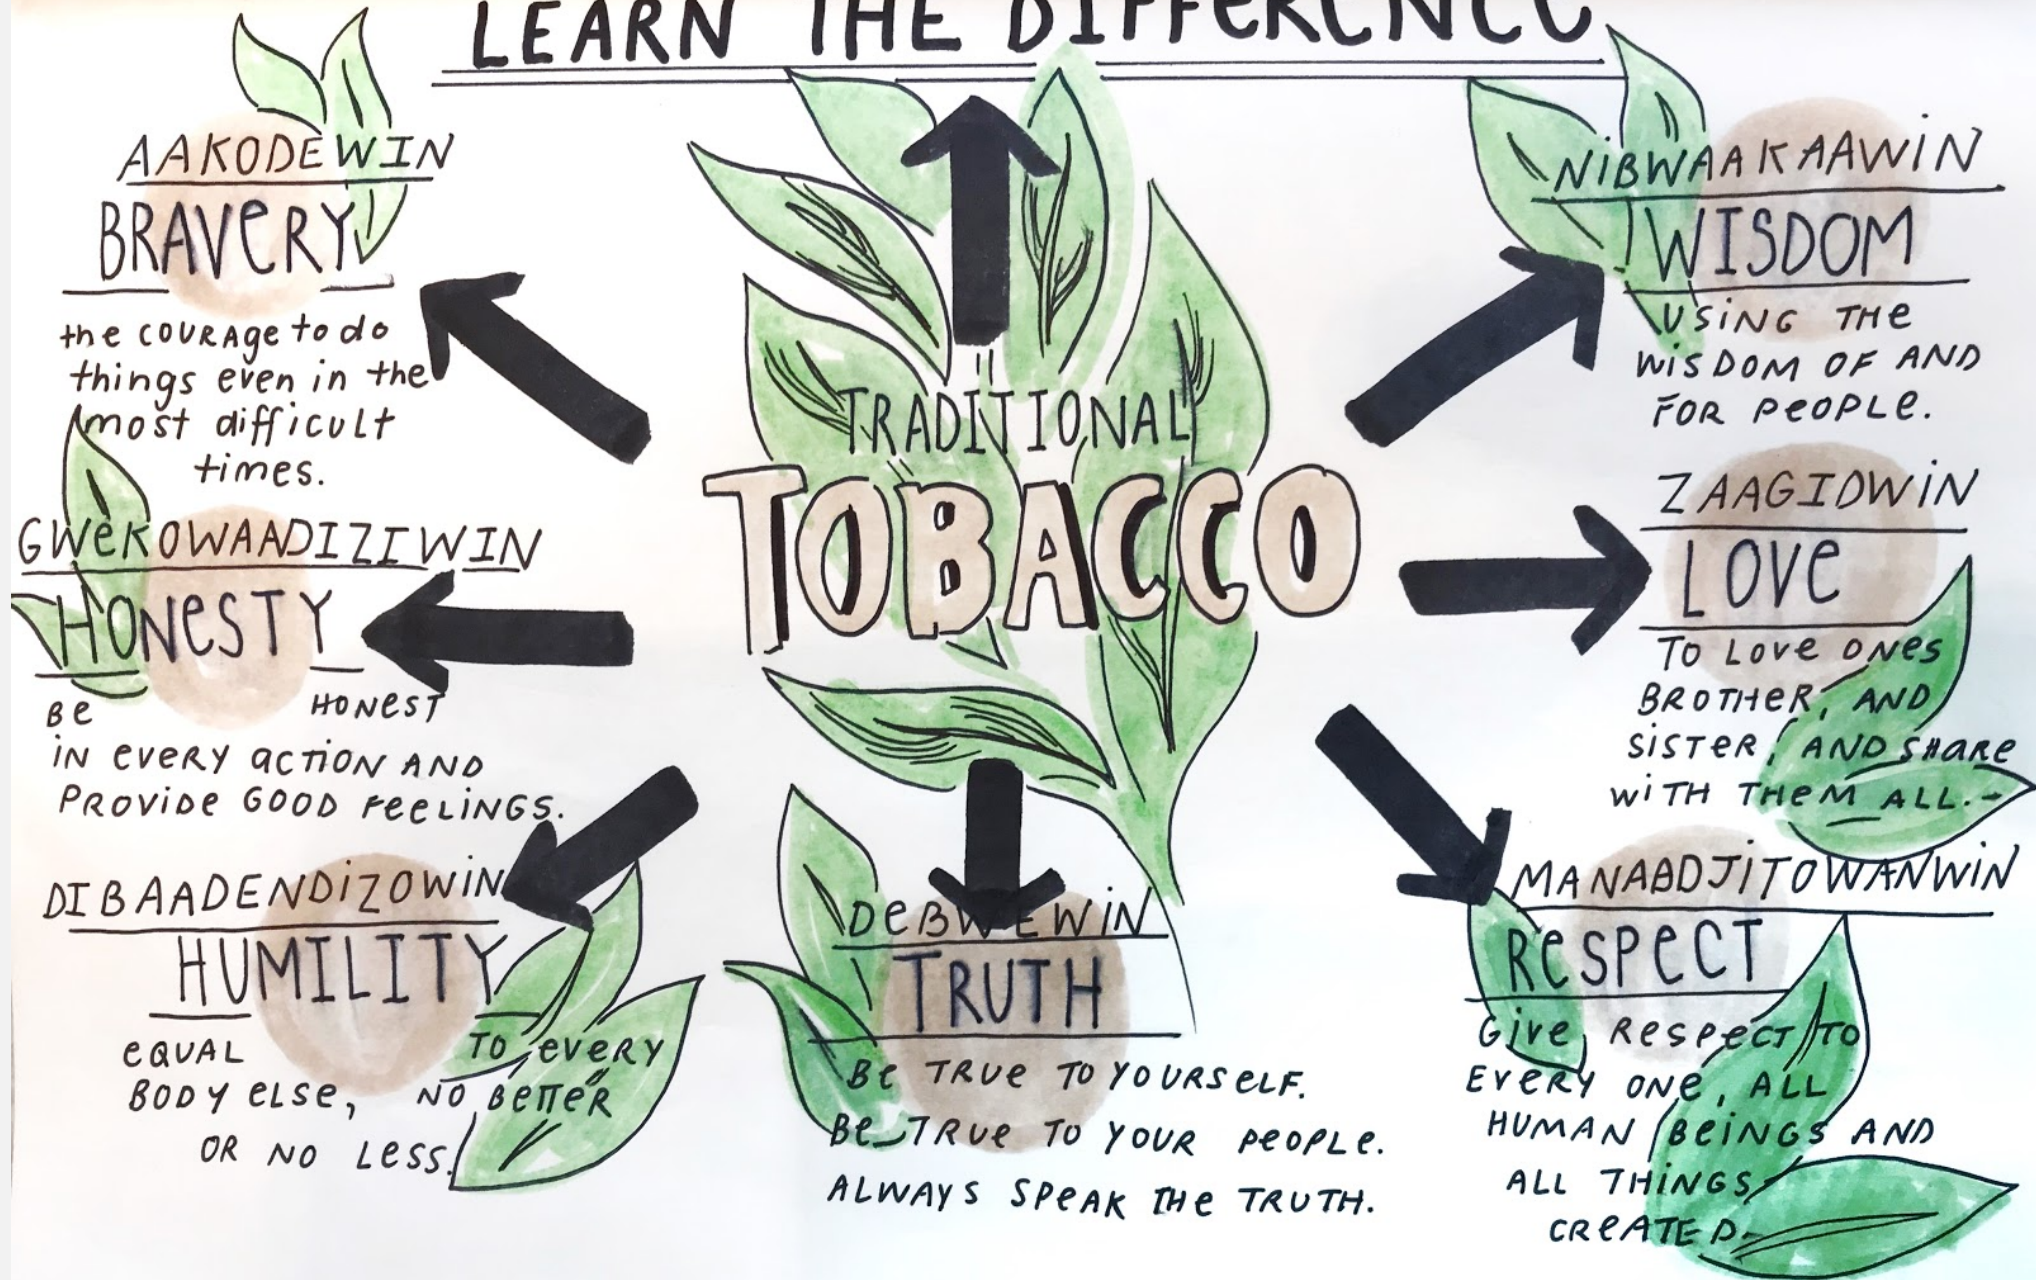 LEARN THE DIFFERENCE
AAKODEWIN
BRAVERY
the COURAGE to do
things even in the
most difficult
times.
GWEKOWAADIZIWIN
HONESTY
BE HONEST
IN EVERY ACTION AND
PROVIDE GOOD FEELINGS.
DIBAADENDIZOWIN
HUMILITY
EQUAL TO EVERY
BODY ELSE, NO BETTER
OR NO LESS.
TRADITIONAL
TOBACCO
DEBWEWIN
TRUTH
BE TRUE TO YOURSELF.
BE TRUE TO YOUR PEOPLE.
ALWAYS SPEAK THE TRUTH.
NIBWAAKAAWIN
WISDOM
USING THE
WISDOM OF AND
FOR PEOPLE.
ZAAGIDWIN
LOVE
TO LOVE ONES
BROTHER, AND
SISTER, AND SHARE
WITH THEM ALL.-
MANAADJITOWANWIN
RESPECT
GIVE RESPECT TO
EVERY ONE, ALL
HUMAN BEINGS AND
ALL THINGS
CREATED-